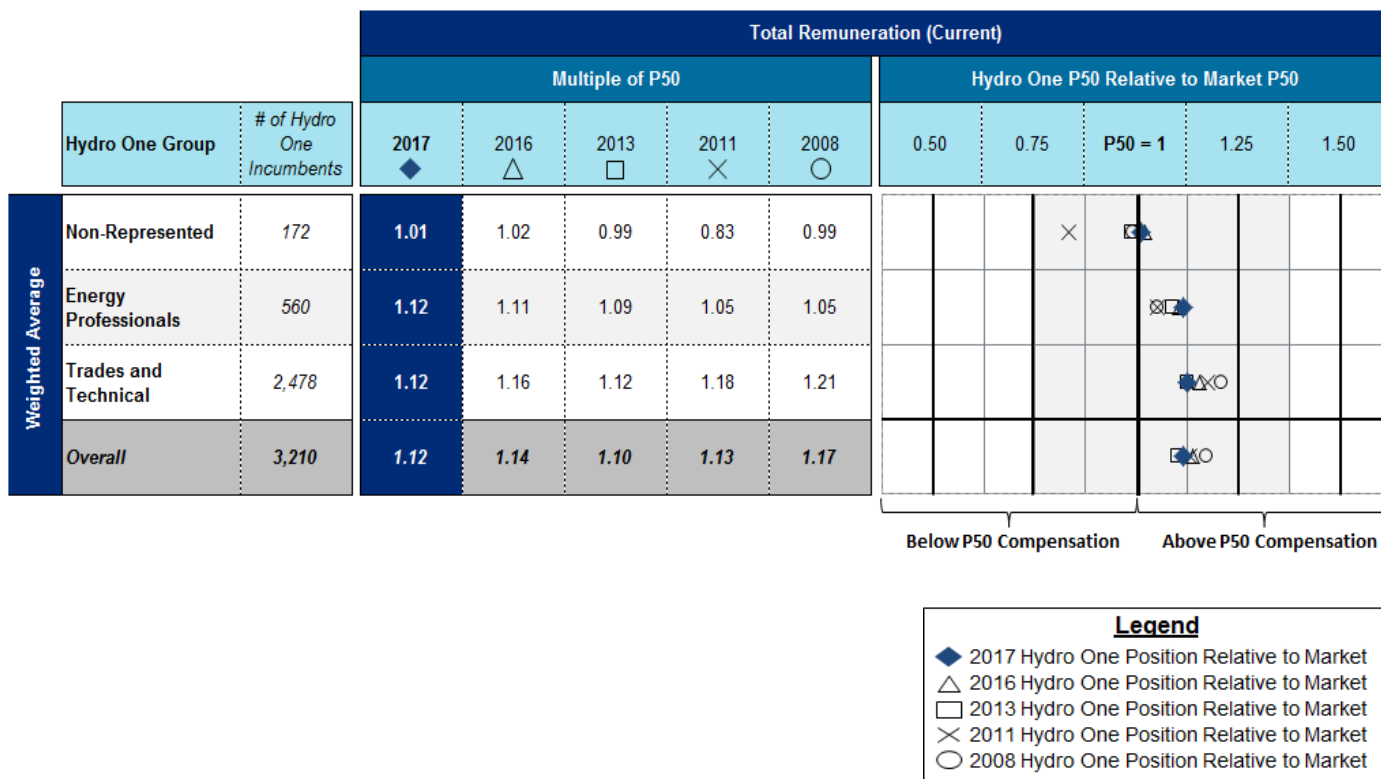 Total Remuneration (Current)
Multiple of P50
Hydro One P50 Relative to Market P50
Hydro One Group
# of Hydro
One
Incumbents
2017
2016
2013
2011
2008
0.50
0.75
P50 = 1
1.25
1.50
Weighted Average
Non-Represented
172
1.01
1.02
0.99
0.83
0.99
Energy
Professionals
560
1.12
1.11
1.09
1.05
1.05
Trades and
Technical
2,478
1.12
1.16
1.12
1.18
1.21
Overall
3,210
1.12
1.14
1.10
1.13
1.17
Below P50 Compensation
Above P50 Compensation
Legend
2017 Hydro One Position Relative to Market
2016 Hydro One Position Relative to Market
2013 Hydro One Position Relative to Market
2011 Hydro One Position Relative to Market
2008 Hydro One Position Relative to Market